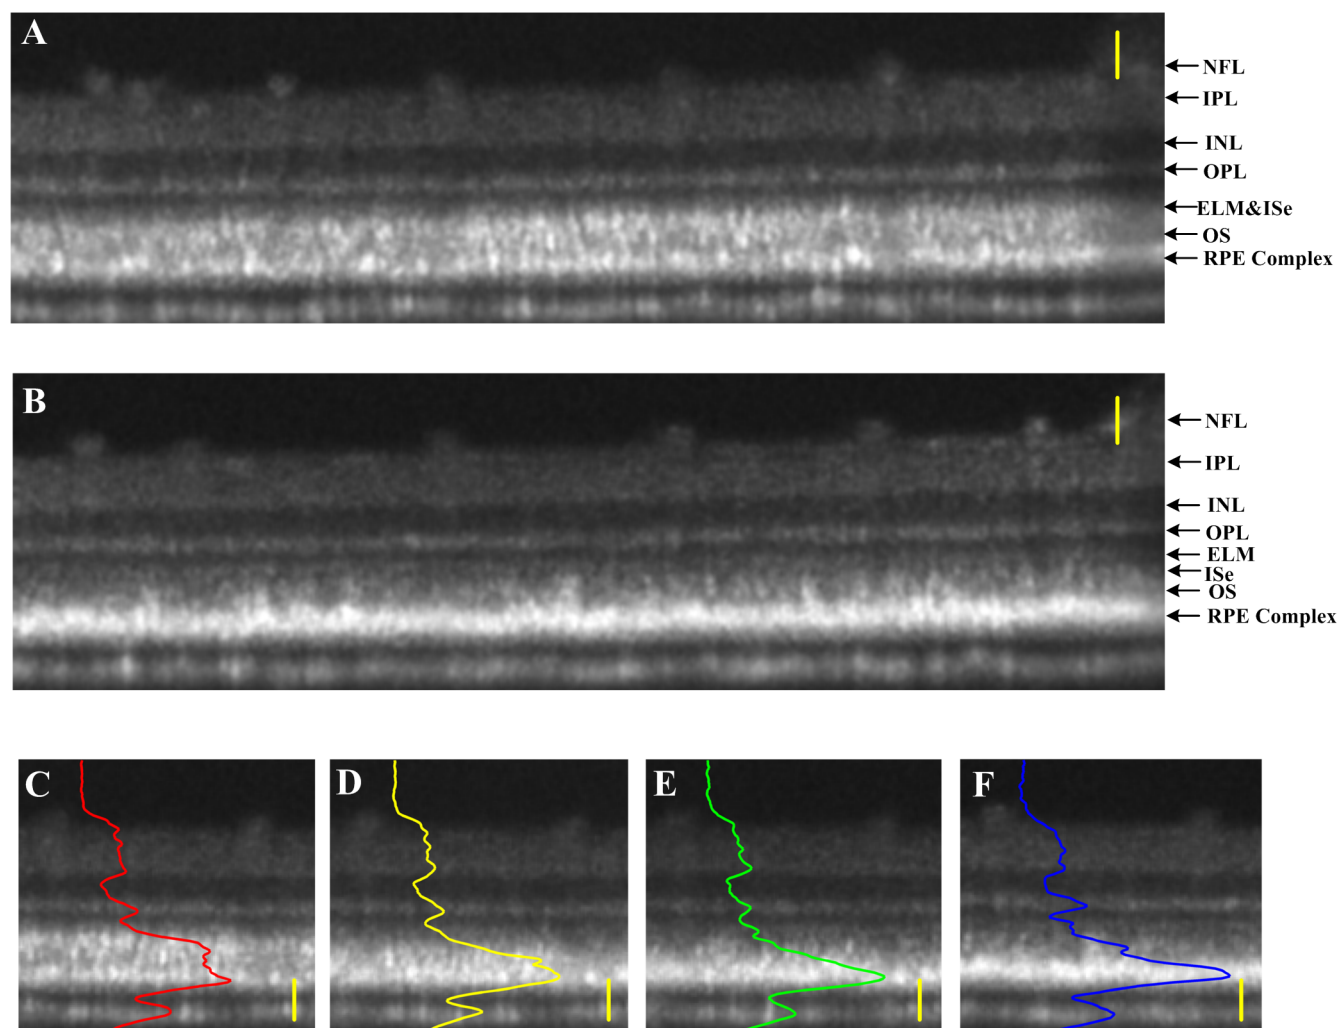 A
NFL
IPL
INL
OPL
ELM&ISe
OS
RPE Complex
B
NFL
IPL
INL
OPL
ELM
ISe
OS
RPE Complex
C
D
E
F